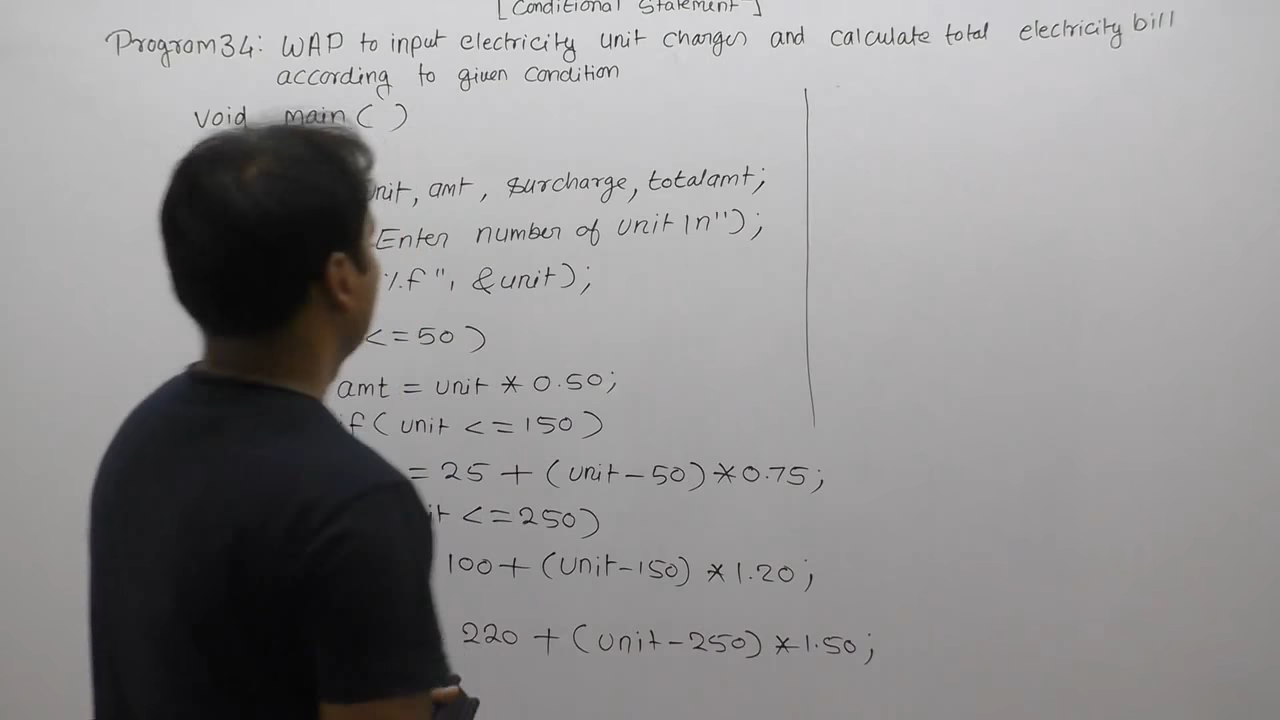 [Conditional Statement]
Program 34: WAP to input electricity unit charges and calculate total electricity bill
according to given condition
void main( )
unit, amt, surcharge, totalamt;
Enter number of unit \n");
%f", &unit);
<=50)
amt = unit * 0.50;
if( unit <= 150)
= 25 + (unit-50)*0.75;
<=250)
100+(unit-150)*1.20;
220 + (unit-250)*1.50;